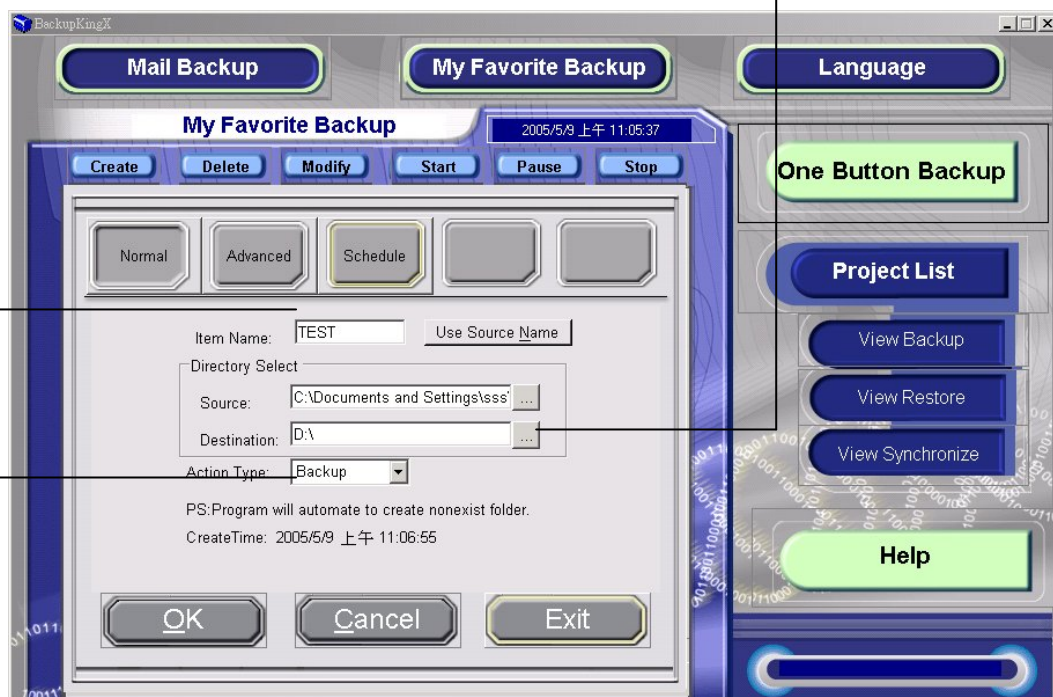 BackupKingX
Mail Backup
My Favorite Backup
Language
My Favorite Backup
2005/5/9 上午 11:05:37
Create
Delete
Modify
Start
Pause
Stop
One Button Backup
Normal
Advanced
Schedule
Project List
Item Name:
TEST
Use Source Name
View Backup
Directory Select
Source:
C:\Documents and Settings\sss\
...
View Restore
Destination:
D:\
...
View Synchronize
Action Type:
Backup
PS:Program will automate to create nonexist folder.
CreateTime: 2005/5/9 上午 11:06:55
Help
OK
Cancel
Exit